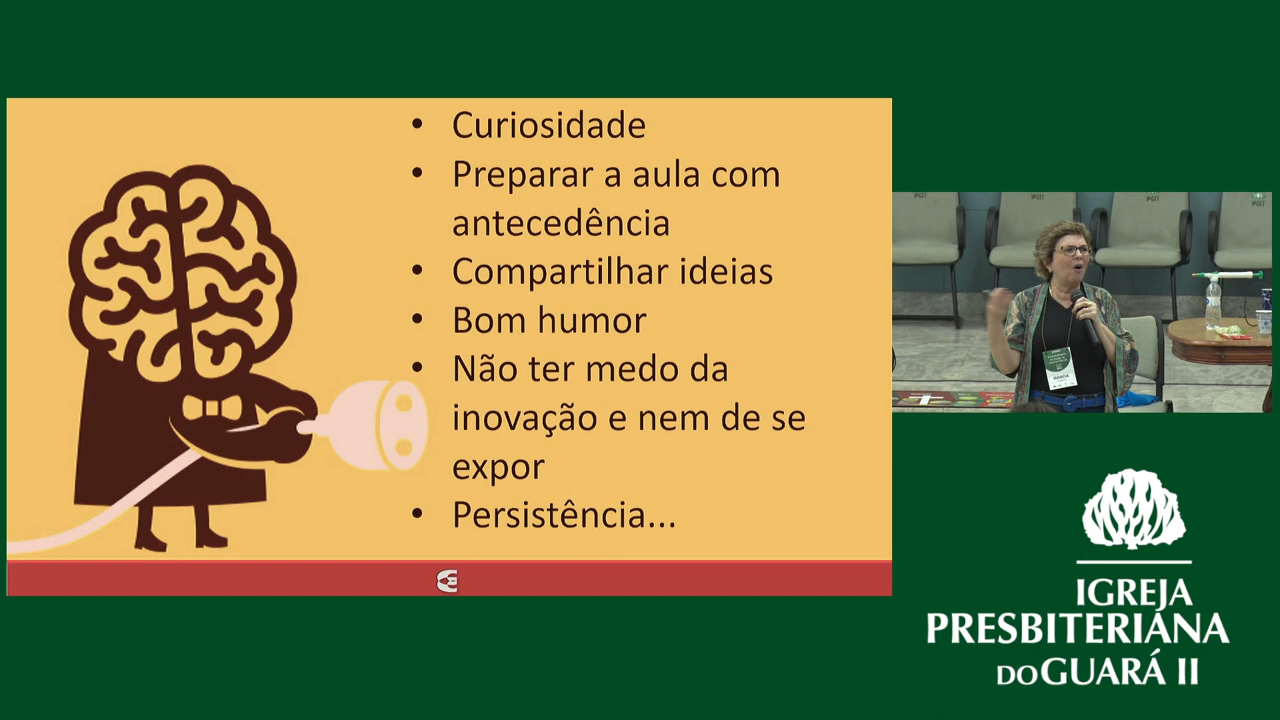 • Curiosidade
• Preparar a aula com
antecedência
• Compartilhar ideias
• Bom humor
• Não ter medo da
inovação e nem de se
expor
• Persistência...
IGREJA
PRESBITERIANA
DO GUARÁ II